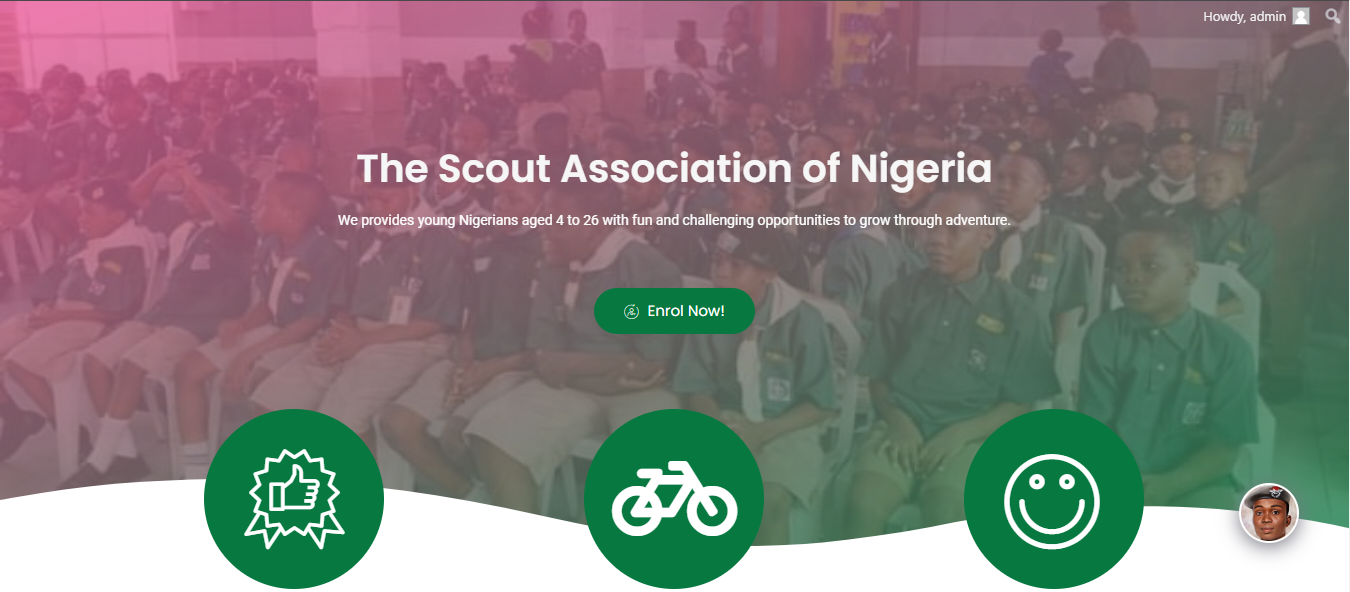 Howdy, admin
The Scout Association of Nigeria
We provides young Nigerians aged 4 to 26 with fun and challenging opportunities to grow through adventure.
Enrol Now!